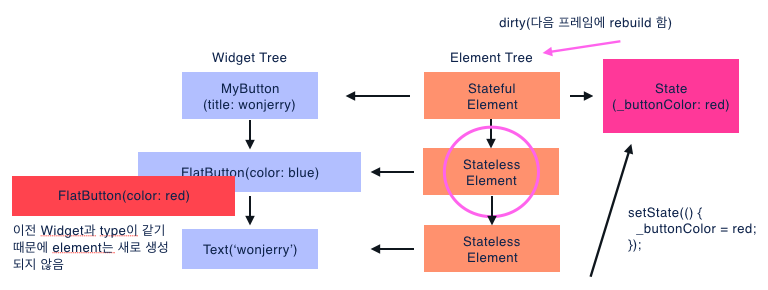 dirty(다음 프레임에 rebuild 함)
Widget Tree
Element Tree
MyButton
(title: wonjerry)
Stateful
Element
State
(_buttonColor: red)
FlatButton(color: blue)
Stateless
Element
FlatButton(color: red)
이전 Widget과 type이 같기
때문에 element는 새로 생성
되지 않음
Text(‘wonjerry’)
Stateless
Element
setState(() {
_buttonColor = red;
});